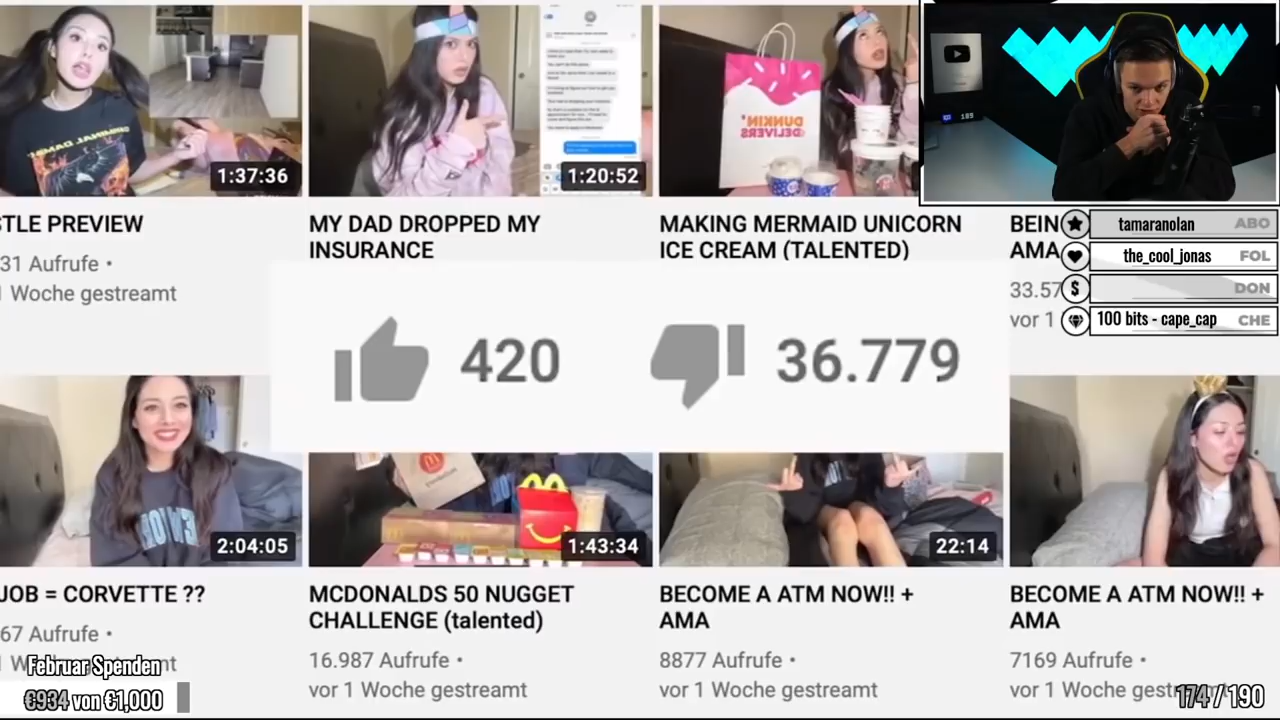 1:37:36
1:20:52
DUNKIN'
DELIVERS
189
STLE PREVIEW
31 Aufrufe •
1 Woche gestreamt
MY DAD DROPPED MY
INSURANCE
MAKING MERMAID UNICORN
ICE CREAM (TALENTED)
BEIN
AMA
33.57
vor 1
tamaranolan ABO
the_cool_jonas FOL
$ DON
100 bits - cape_cap CHE
420
36.779
2:04:05
1:43:34
22:14
JOB = CORVETTE ??
67 Aufrufe •
MCDONALDS 50 NUGGET
CHALLENGE (talented)
16.987 Aufrufe •
vor 1 Woche gestreamt
BECOME A ATM NOW!! +
AMA
8877 Aufrufe •
vor 1 Woche gestreamt
BECOME A ATM NOW!! +
AMA
7169 Aufrufe •
vor 1 Woche gestreamt
Februar Spenden
€934 von €1,000
174 / 190